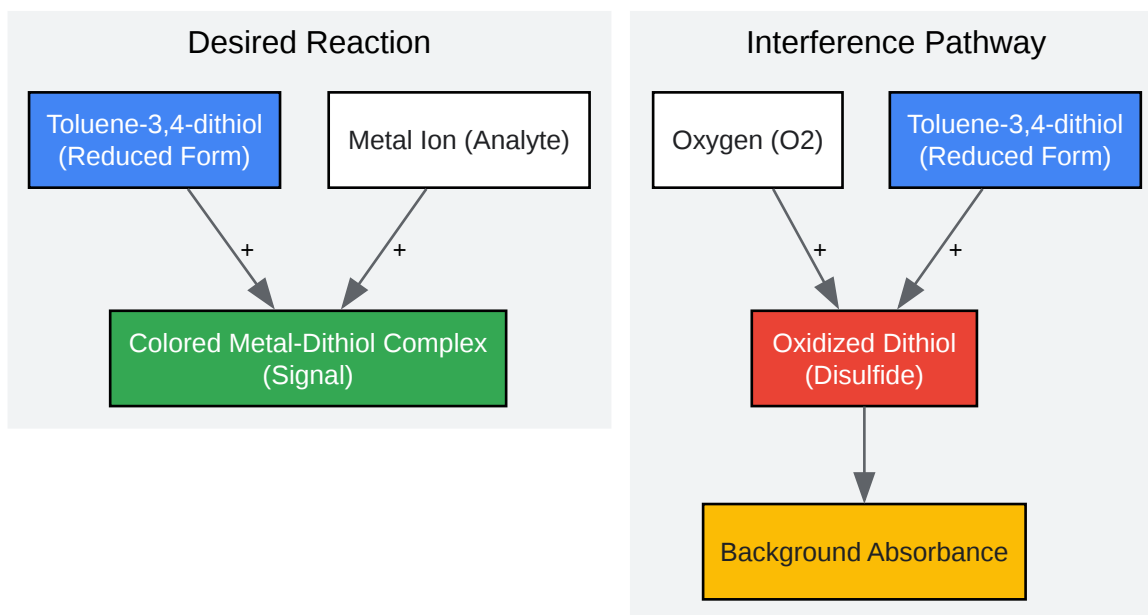 Desired Reaction
Toluene-3,4-dithiol
(Reduced Form)
Metal Ion (Analyte)
+
+
Colored Metal-Dithiol Complex
(Signal)
Interference Pathway
Oxygen (O2)
Toluene-3,4-dithiol
(Reduced Form)
+
+
Oxidized Dithiol
(Disulfide)
Background Absorbance